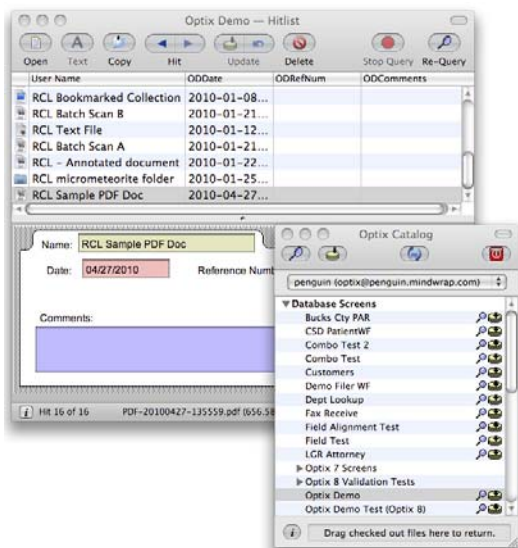 Optix Demo — Hitlist
Open Text Copy Hit Update Delete Stop Query Re-Query
User Name ODDate ODRefNum ODComments
RCL Bookmarked Collection 2010-01-08...
RCL Batch Scan B 2010-01-21...
RCL Text File 2010-01-12...
RCL Batch Scan A 2010-01-21...
RCL - Annotated document 2010-01-22...
RCL micrometeorite folder 2010-01-25...
RCL Sample PDF Doc 2010-04-27...
Name: RCL Sample PDF Doc
Date: 04/27/2010 Reference Numb
Comments:
Hit 16 of 16 PDF-20100427-135559.pdf (656.58
Optix Catalog
penguin (optix@penguin.mindwrap.com)
Database Screens
Bucks Cty PAR
CSD PatientWF
Combo Test 2
Combo Test
Customers
Demo Filer WF
Dept Lookup
Fax Receive
Field Alignment Test
Field Test
LGR Attorney
Optix 7 Screens
Optix 8 Validation Tests
Optix Demo
Optix Demo Test (Optix 8)
Drag checked out files here to return.